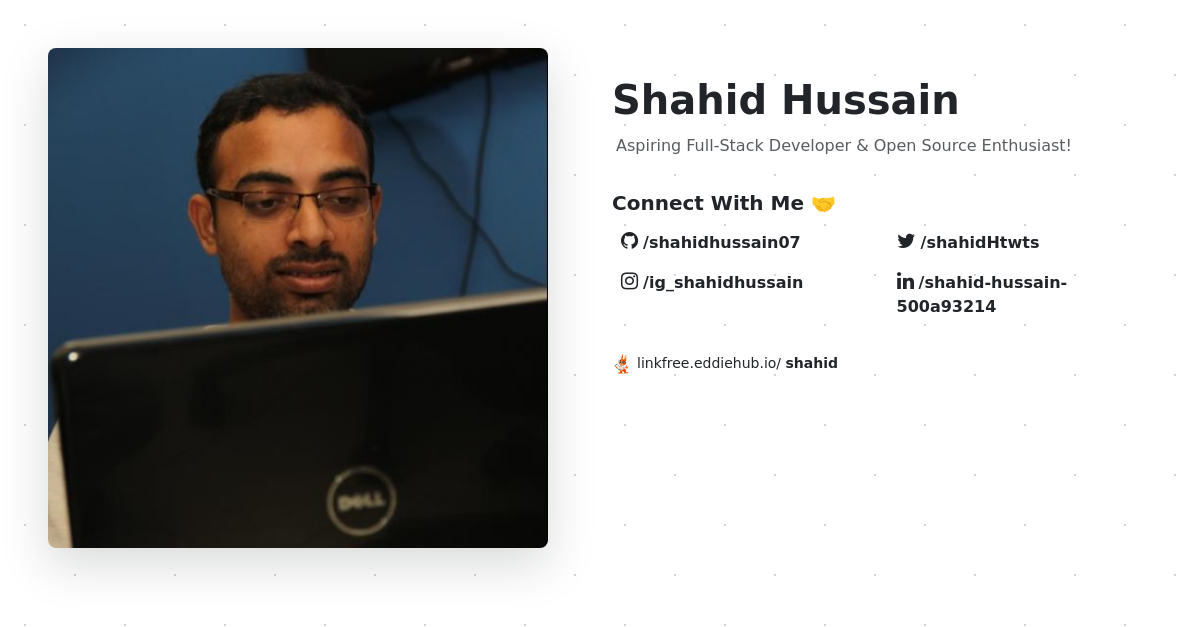 Shahid Hussain
Aspiring Full-Stack Developer & Open Source Enthusiast!
Connect With Me 🤝
/shahidhussain07
/shahidHtwts
/ig_shahidhussain
/shahid-hussain-
500a93214
linkfree.eddiehub.io/ shahid
DELL